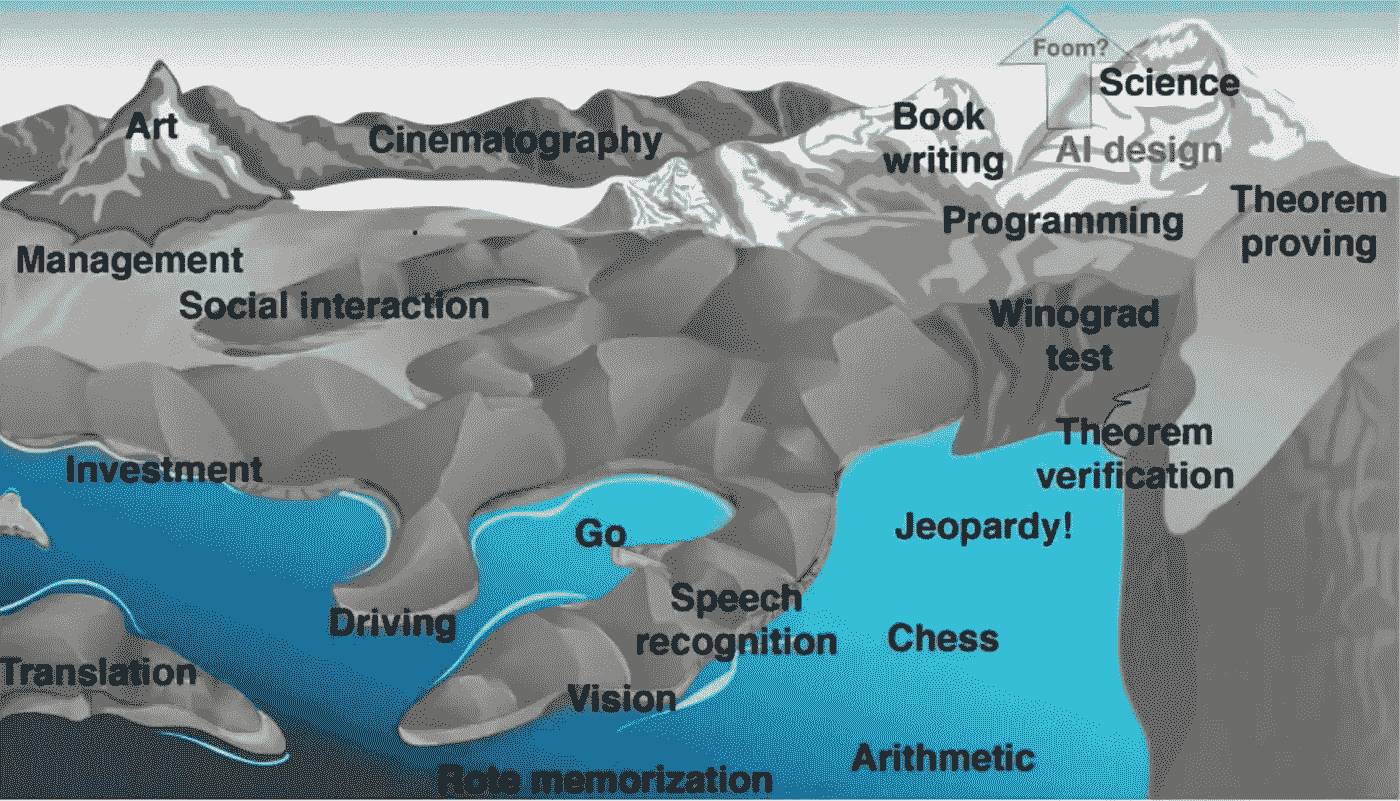 Foom?
Science
Art
Cinematography
Book
writing
AI design
Theorem
proving
Programming
Management
Social interaction
Winograd
test
Theorem
verification
Investment
Jeopardy!
Go
Speech
recognition
Driving
Chess
Translation
Vision
Arithmetic
Rote memorization